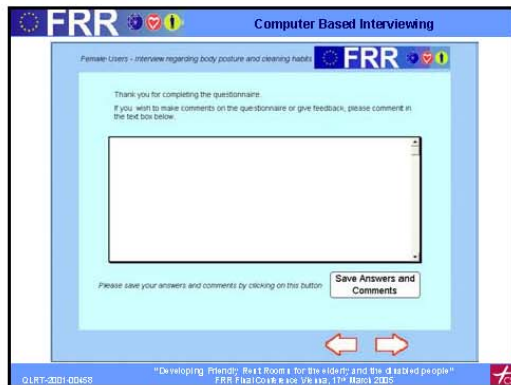 FRR
Computer Based Interviewing
Female Users - interview regarding body posture and cleaning habits
FRR
Thank you for completing the questionnaire.
If you wish to make comments on the questionnaire or give feedback, please comment in
the text box below.
Please save your answers and comments by clicking on this button
Save Answers and
Comments
"Developing Friendly Rest Rooms for the elderly and the disabled people"
QLRT-2001-00458
FRR Final Conference Vienna, 17th March 2005